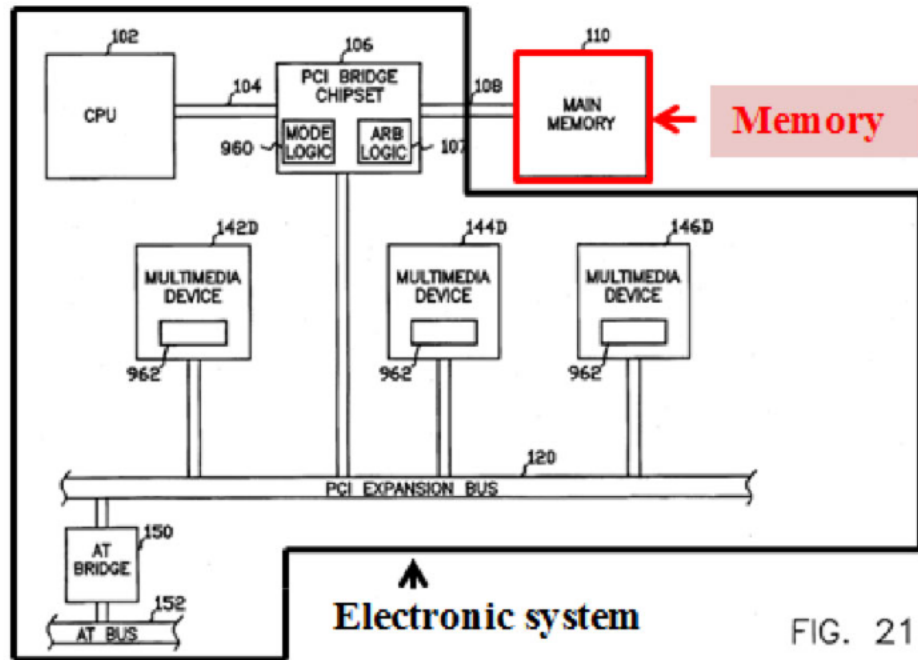 102
106
110
PCI BRIDGE
CHIPSET
104
108
CPU
MAIN
MEMORY
Memory
MODE
LOGIC
ARB
LOGIC
960
107
142D
144D
146D
MULTIMEDIA
DEVICE
MULTIMEDIA
DEVICE
MULTIMEDIA
DEVICE
962
962
962
120
PCI EXPANSION BUS
150
AT
BRIDGE
152
AT BUS
Electronic system
FIG. 21